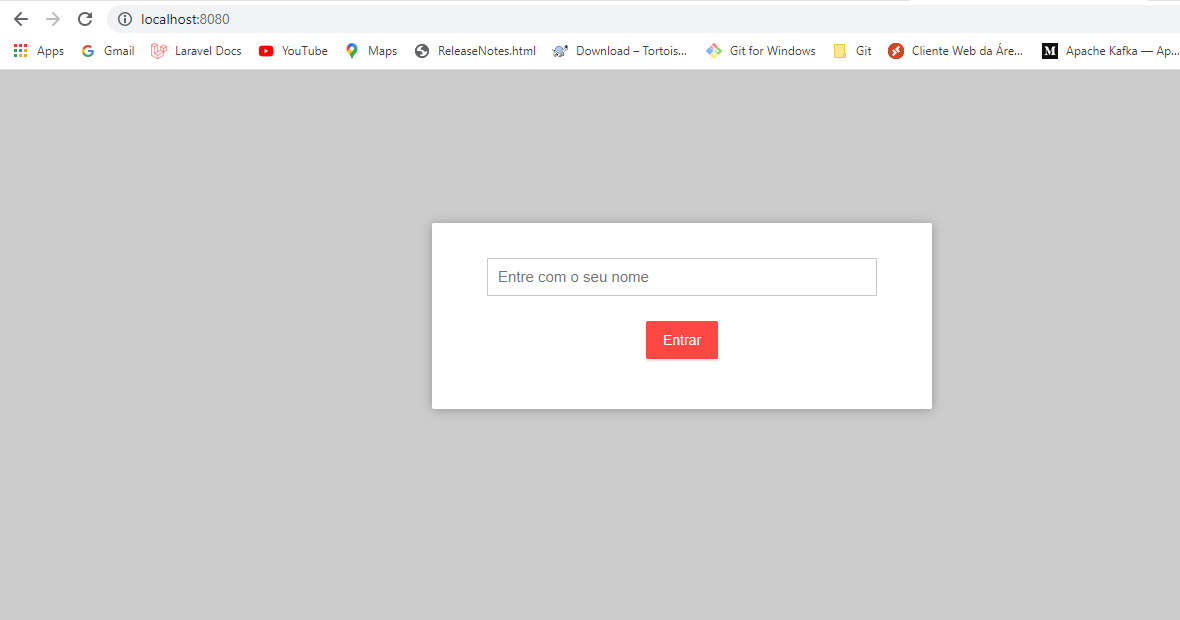 localhost:8080
Apps Gmail Laravel Docs YouTube Maps ReleaseNotes.html Download – Tortois... Git for Windows Git Cliente Web da Áre... M Apache Kafka — Ap...
Entre com o seu nome
Entrar